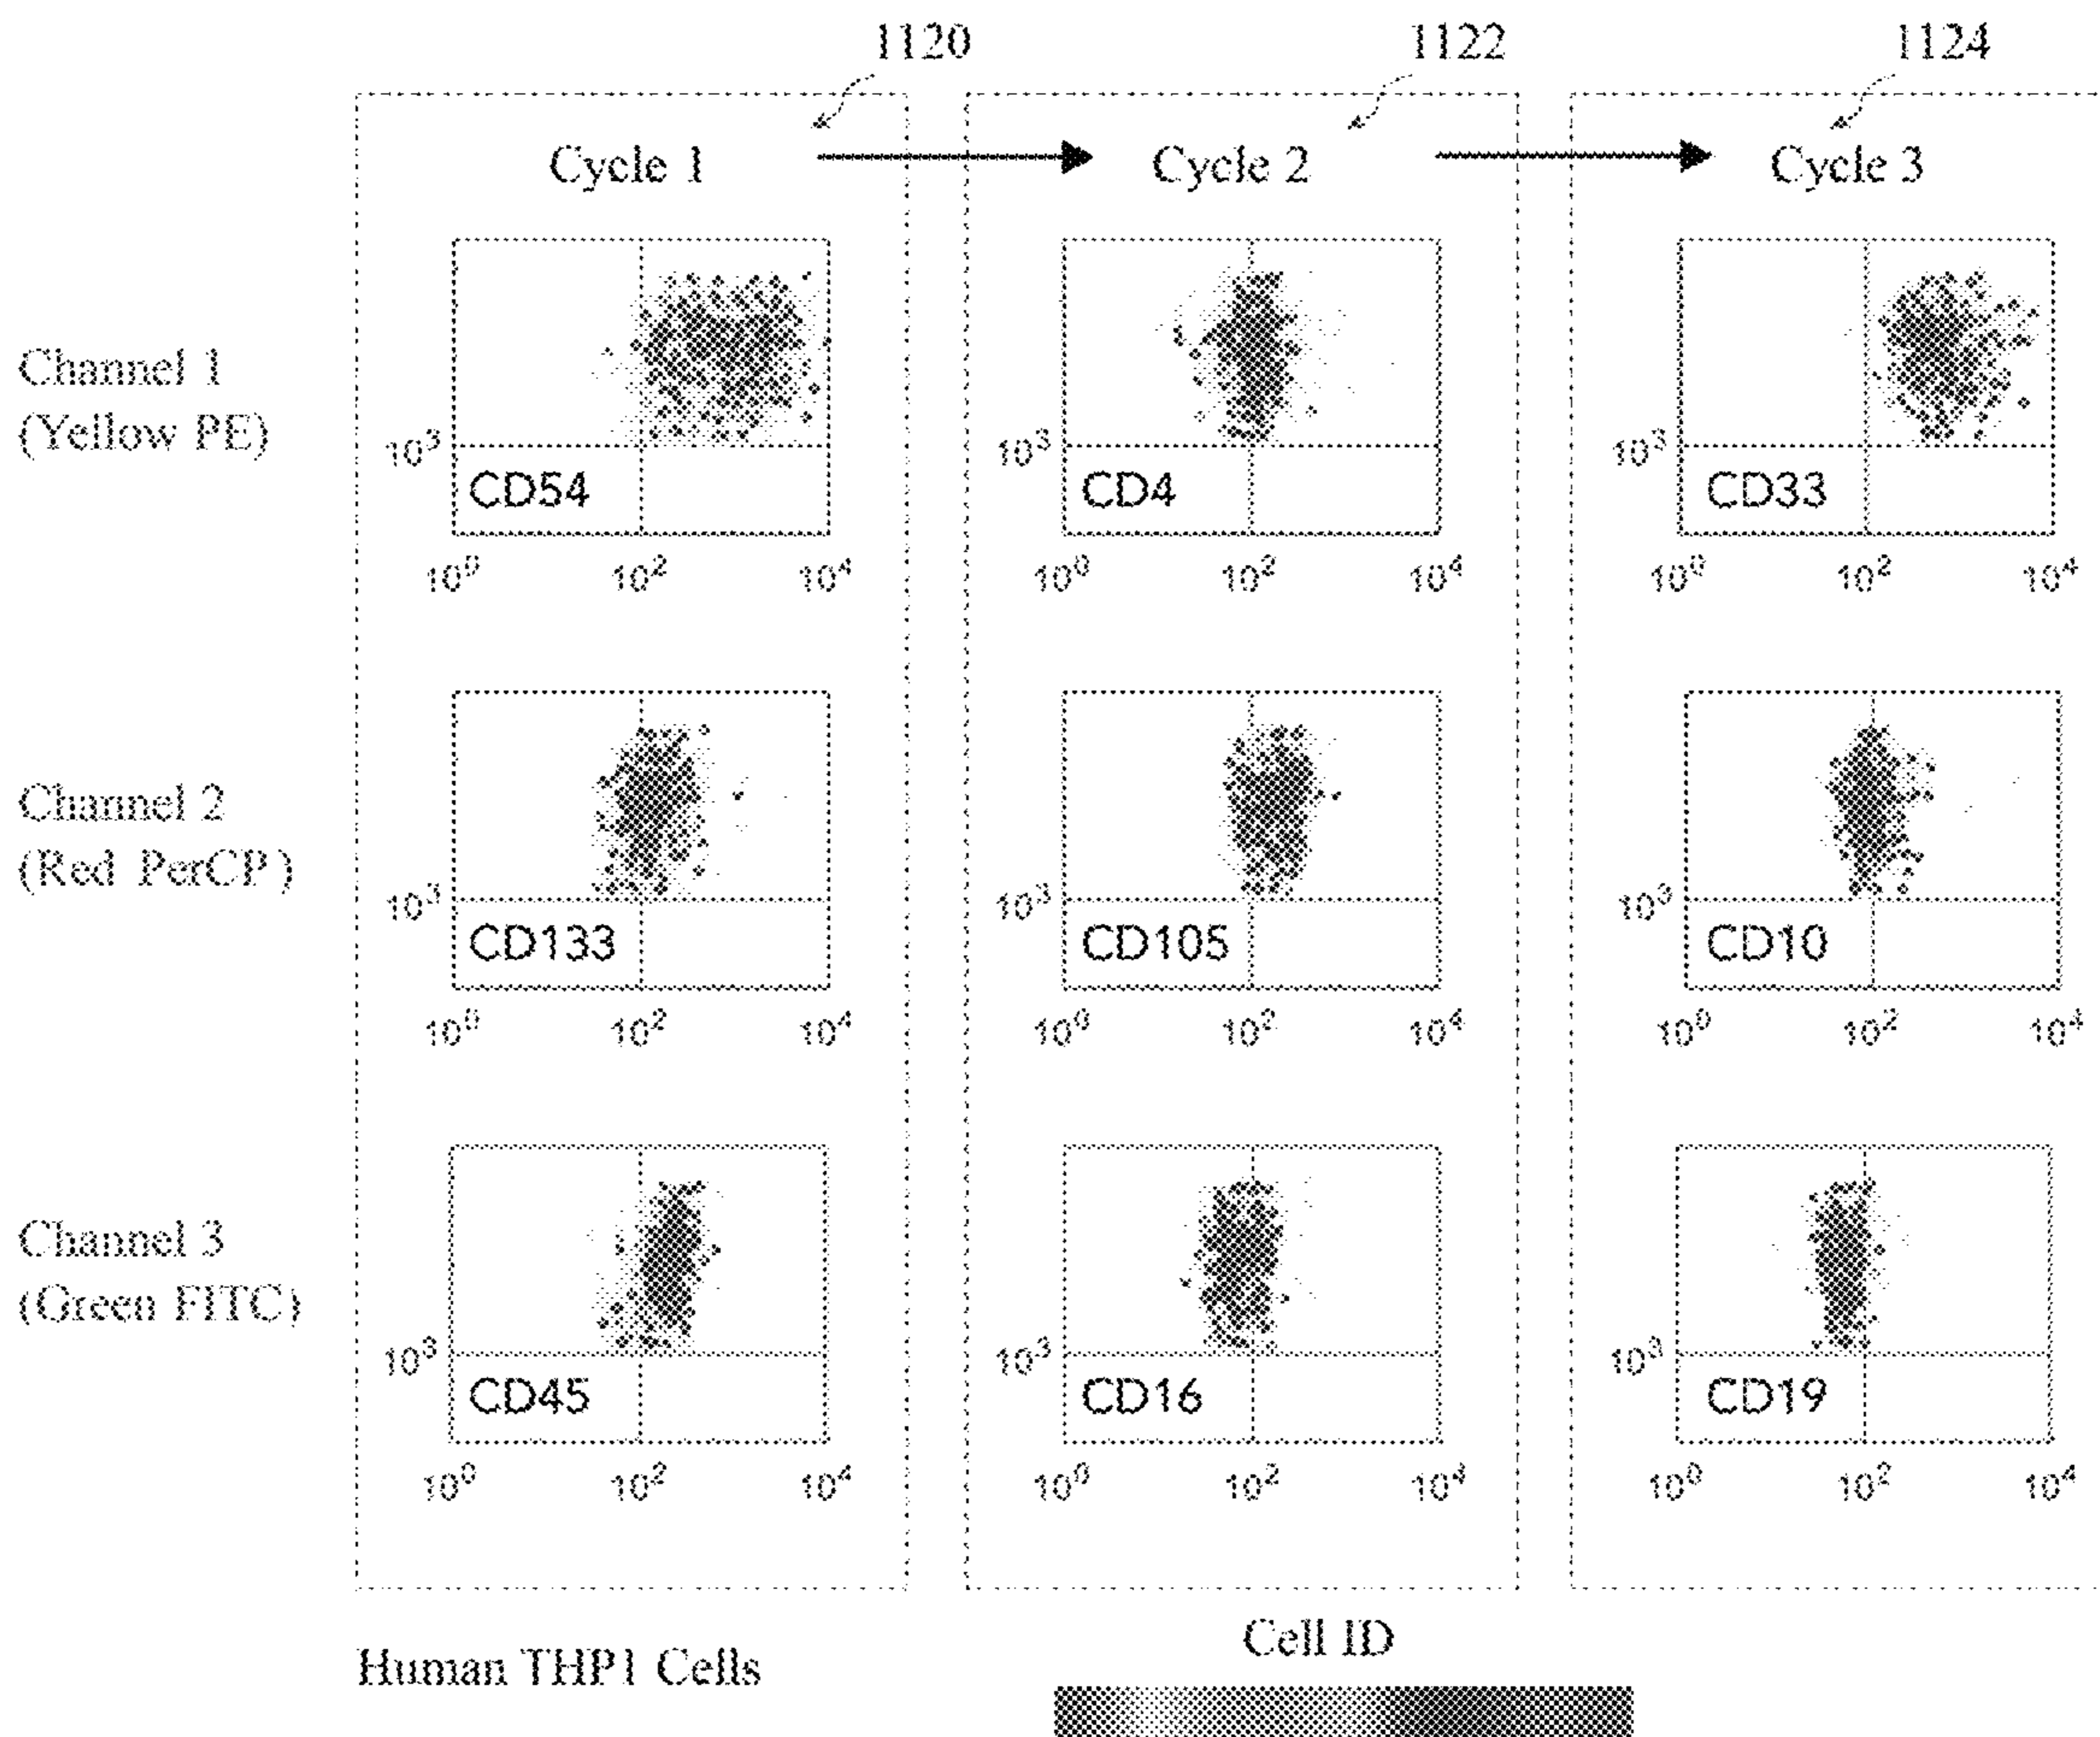 1120 1122 1124
Cycle 1 Cycle 2 Cycle 3
Channel 1
(Yellow PE)
10³ 10³ 10³
CD54 CD4 CD33
10⁰ 10² 10⁴ 10⁰ 10² 10⁴ 10⁰ 10² 10⁴
Channel 2
(Red PerCP)
10³ 10³ 10³
CD133 CD105 CD10
10⁰ 10² 10⁴ 10⁰ 10² 10⁴ 10⁰ 10² 10⁴
Channel 3
(Green FITC)
10³ 10³ 10³
CD45 CD16 CD19
10⁰ 10² 10⁴ 10⁰ 10² 10⁴ 10⁰ 10² 10⁴
Human THP1 Cells
Cell ID